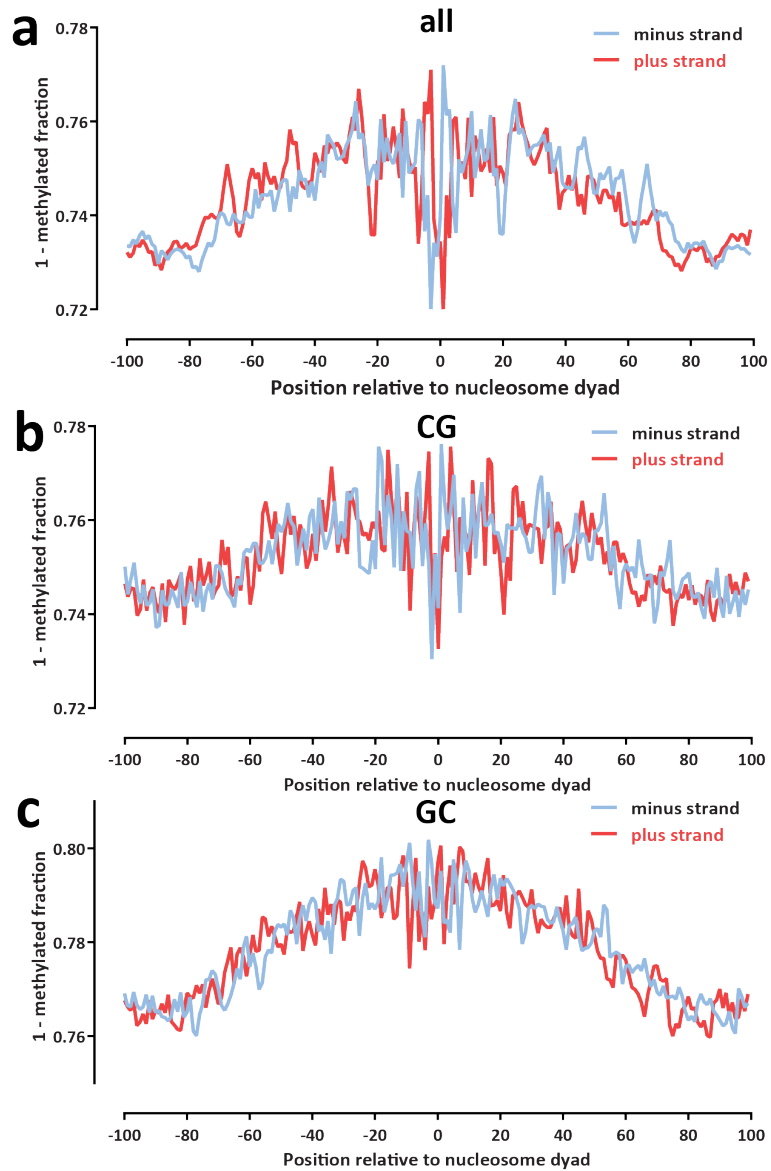 a
all
minus strand
plus strand
0.78
0.76
0.74
0.72
1 - methylated fraction
-100 -80 -60 -40 -20 0 20 40 60 80 100
Position relative to nucleosome dyad
b
CG
minus strand
plus strand
0.78
0.76
0.74
0.72
1 - methylated fraction
-100 -80 -60 -40 -20 0 20 40 60 80 100
Position relative to nucleosome dyad
c
GC
minus strand
plus strand
0.80
0.78
0.76
1 - methylated fraction
-100 -80 -60 -40 -20 0 20 40 60 80 100
Position relative to nucleosome dyad